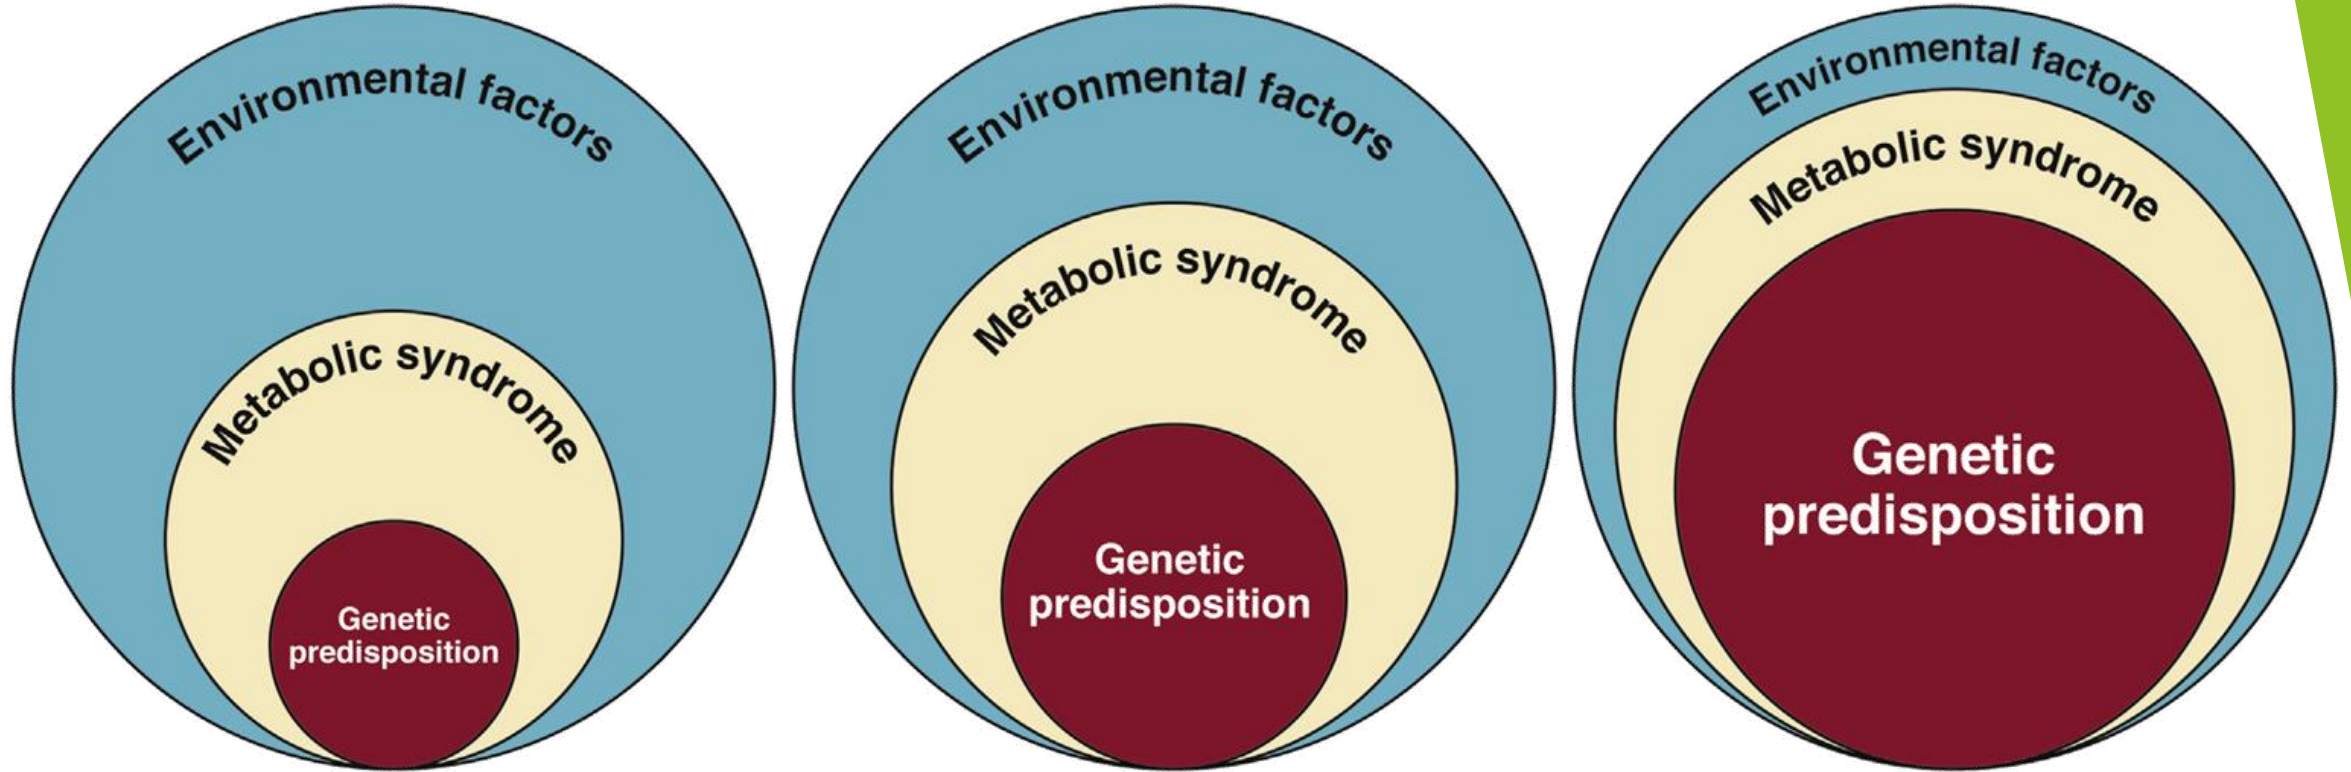 Environmental factors
Metabolic syndrome
Genetic
predisposition
Environmental factors
Metabolic syndrome
Genetic
predisposition
Environmental factors
Metabolic syndrome
Genetic
predisposition